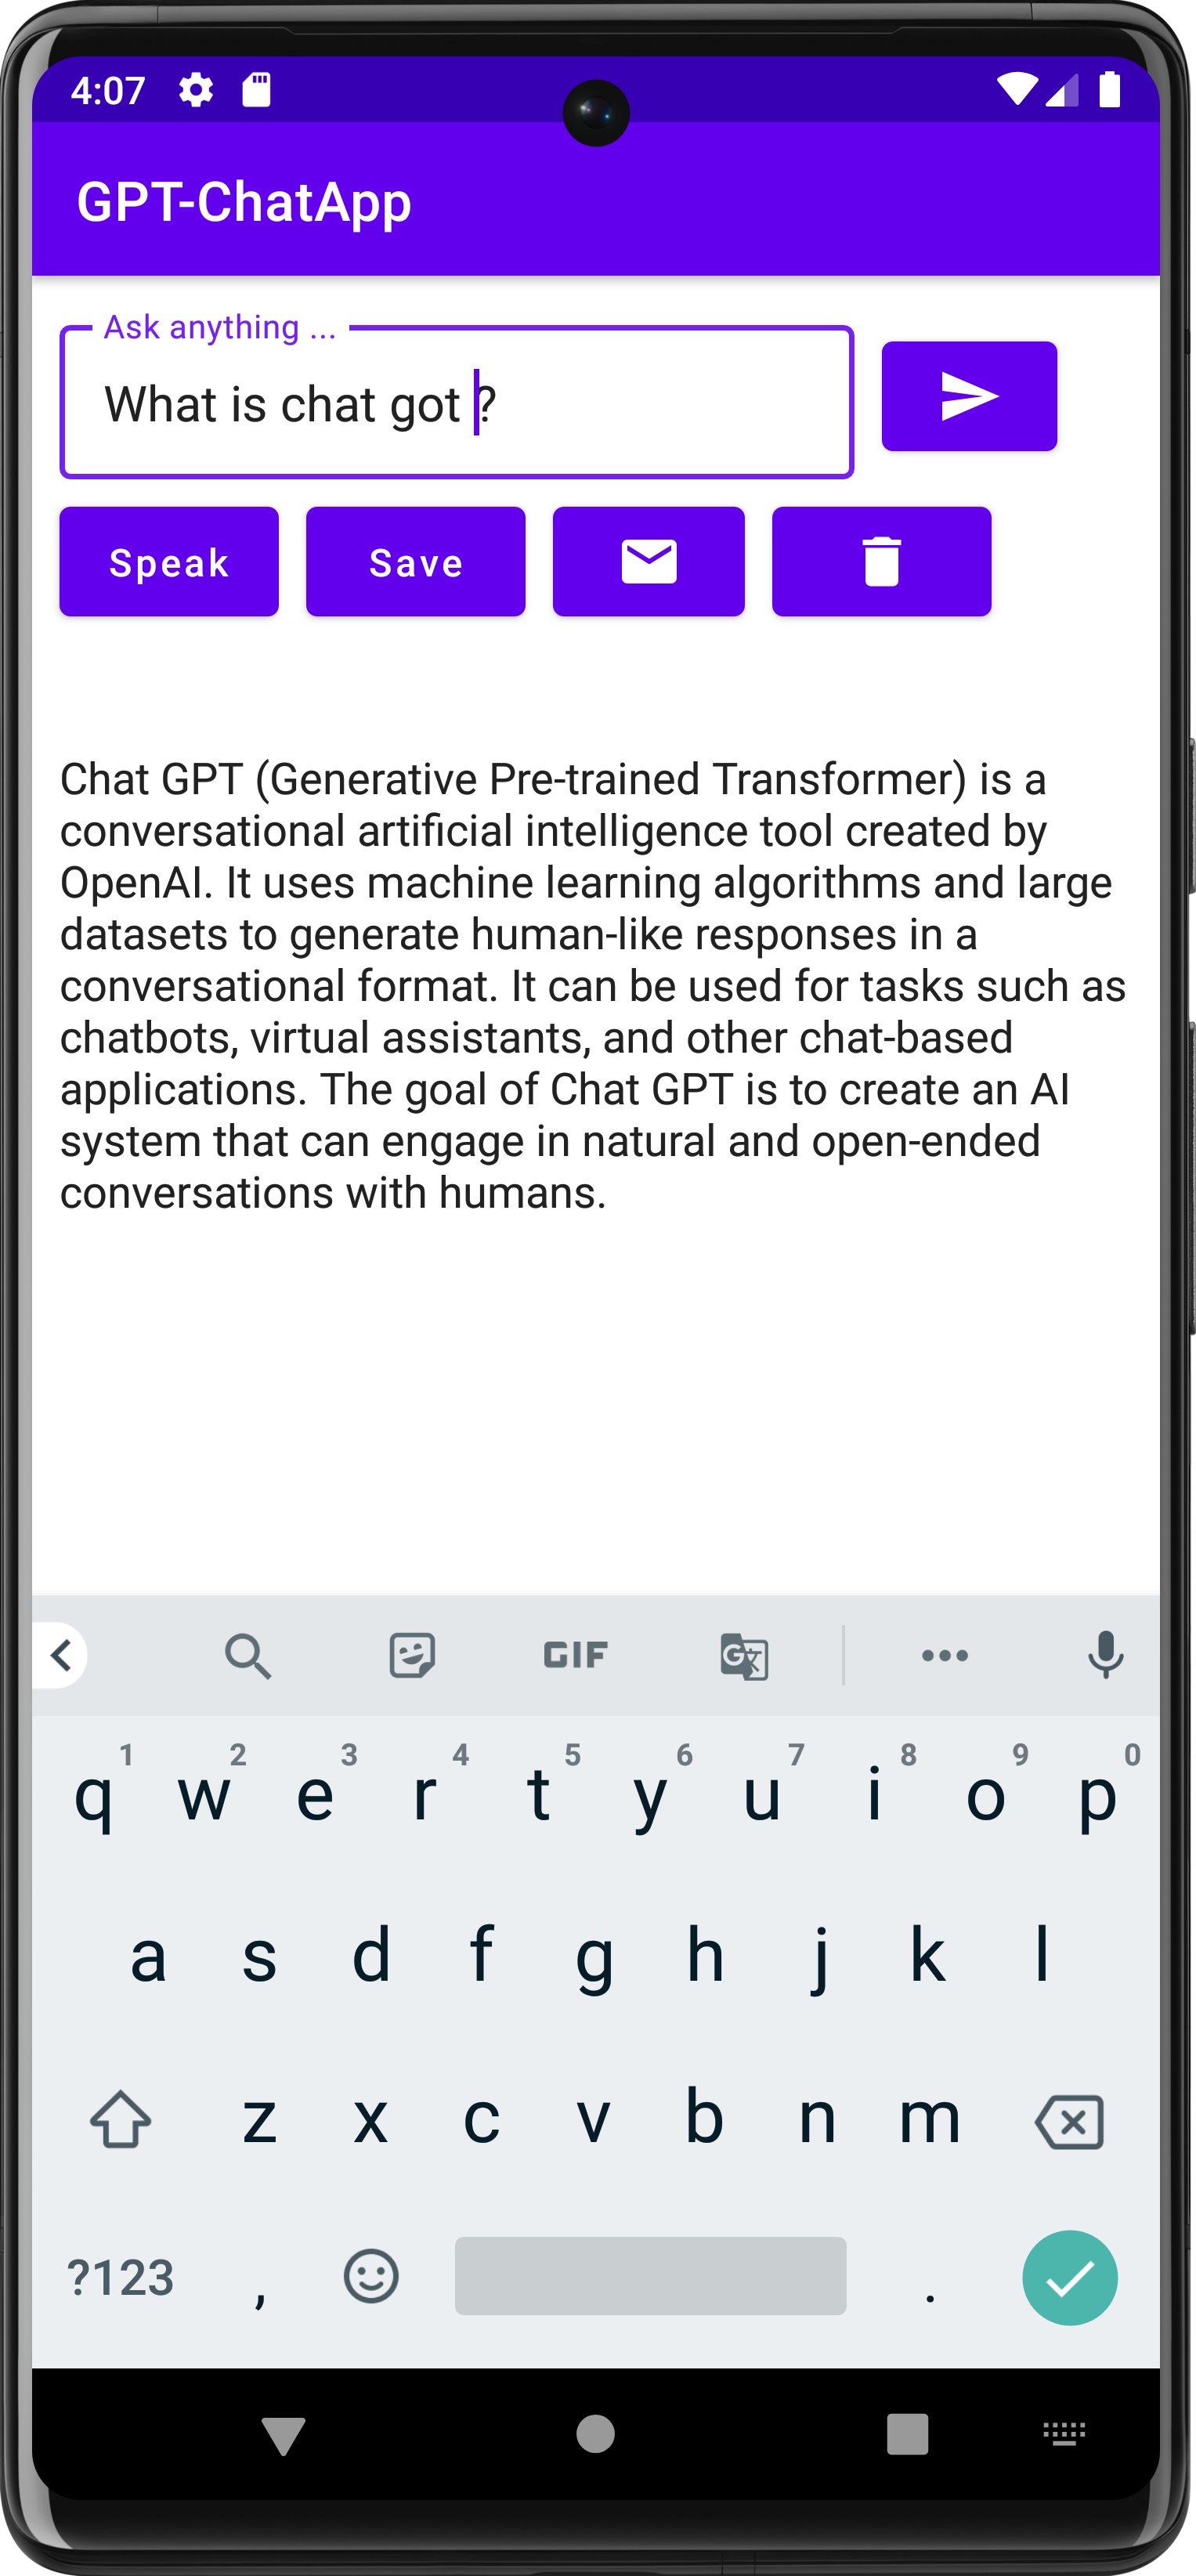 4:07
GPT-ChatApp
Ask anything ...
What is chat got ?
Speak Save
Chat GPT (Generative Pre-trained Transformer) is a
conversational artificial intelligence tool created by
OpenAI. It uses machine learning algorithms and large
datasets to generate human-like responses in a
conversational format. It can be used for tasks such as
chatbots, virtual assistants, and other chat-based
applications. The goal of Chat GPT is to create an AI
system that can engage in natural and open-ended
conversations with humans.
GIF G文
1 2 3 4 5 6 7 8 9 0
q w e r t y u i o p
a s d f g h j k l
z x c v b n m
?123 , .